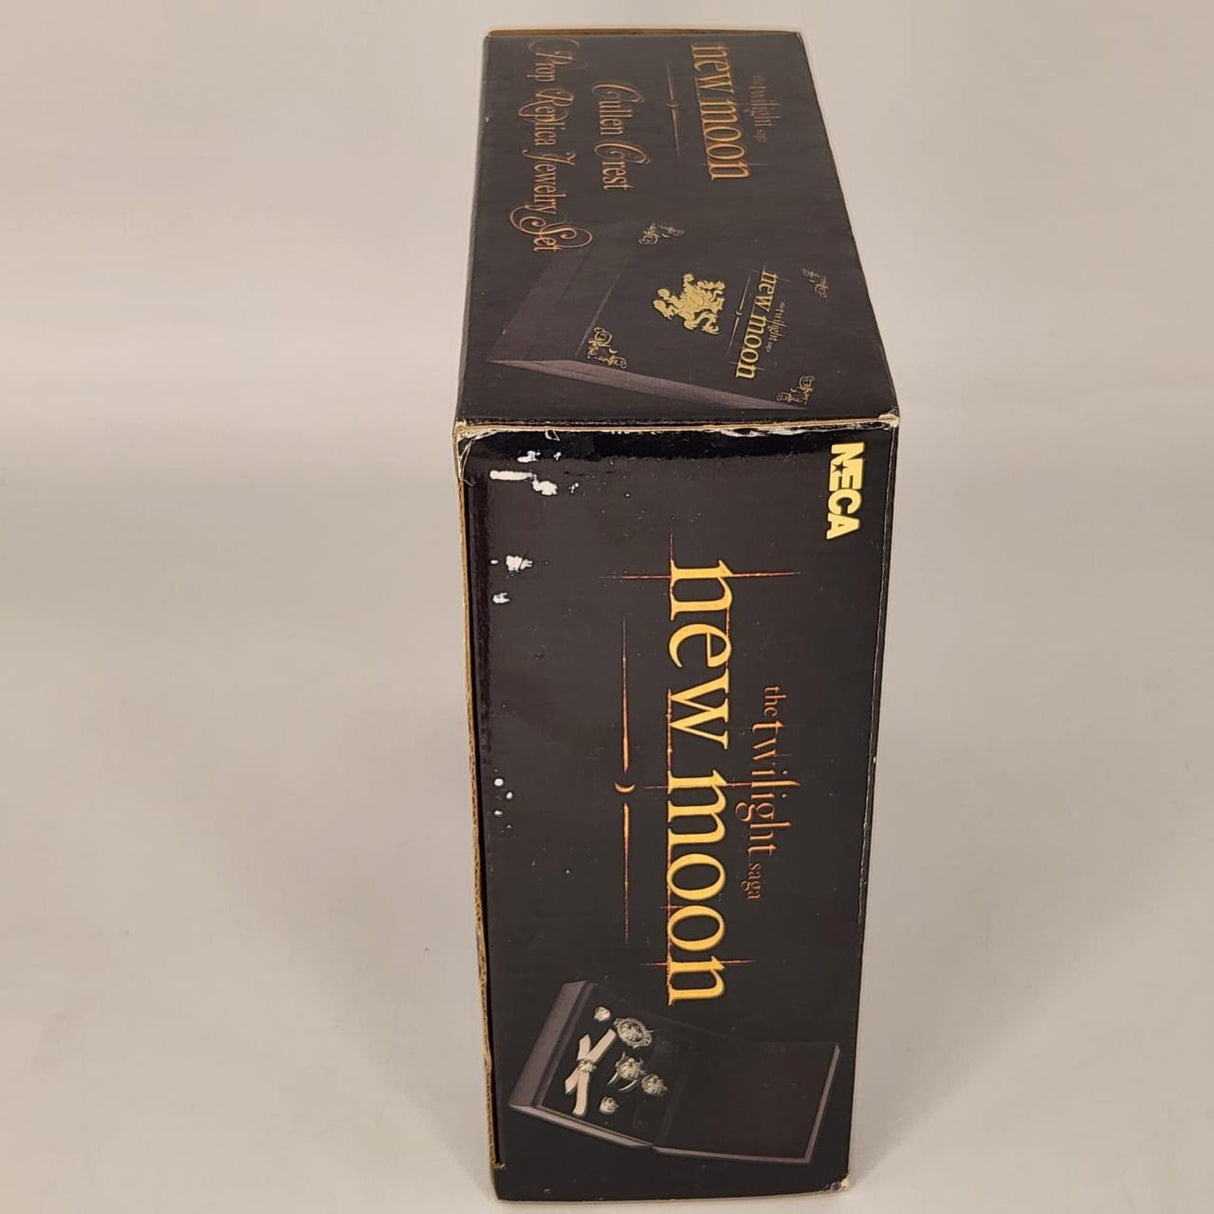 the twilight saga
new moon
Cullen Crest
Prop Replica Jewelry Set
the twilight saga
new moon
NECA
the twilight saga
new moon